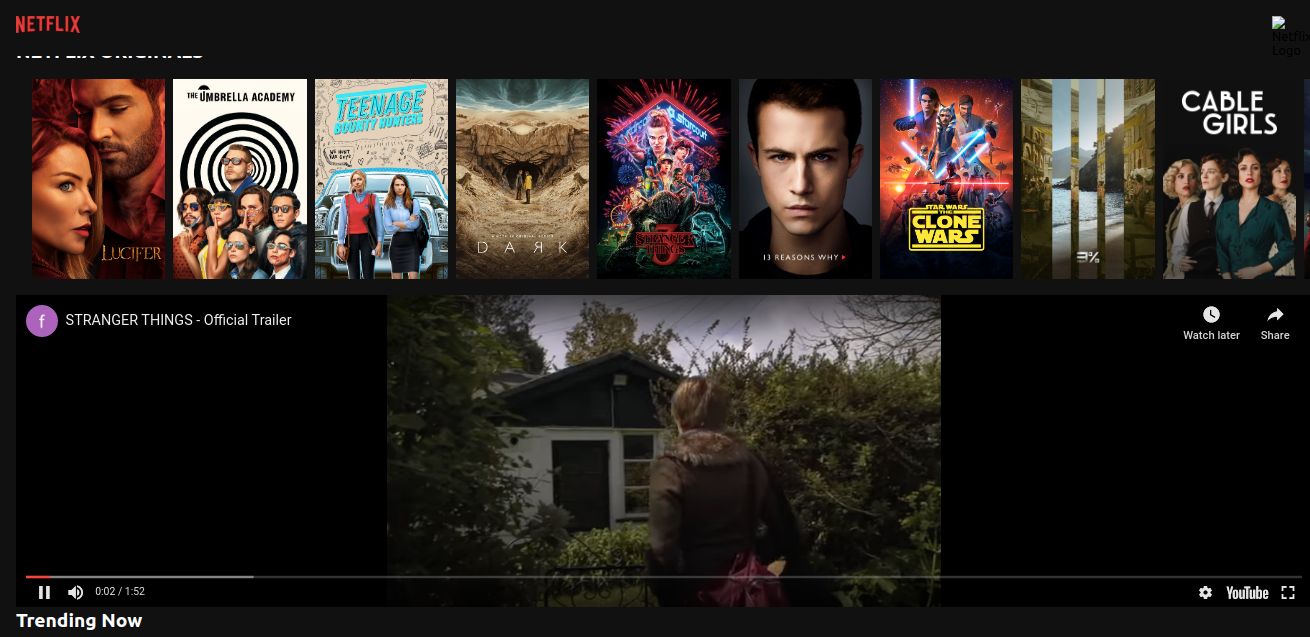 NETFLIX
Netflix
Logo
NETFLIX ORIGINALS
LUCIFER
THE UMBRELLA ACADEMY
TEENAGE
BOUNTY HUNTERS
DARK
STRANGER
THINGS
3
13 REASONS WHY
STAR WARS
THE
CLONE
WARS
3%
CABLE
GIRLS
f
STRANGER THINGS - Official Trailer
Watch later
Share
0:02 / 1:52
YouTube
Trending Now